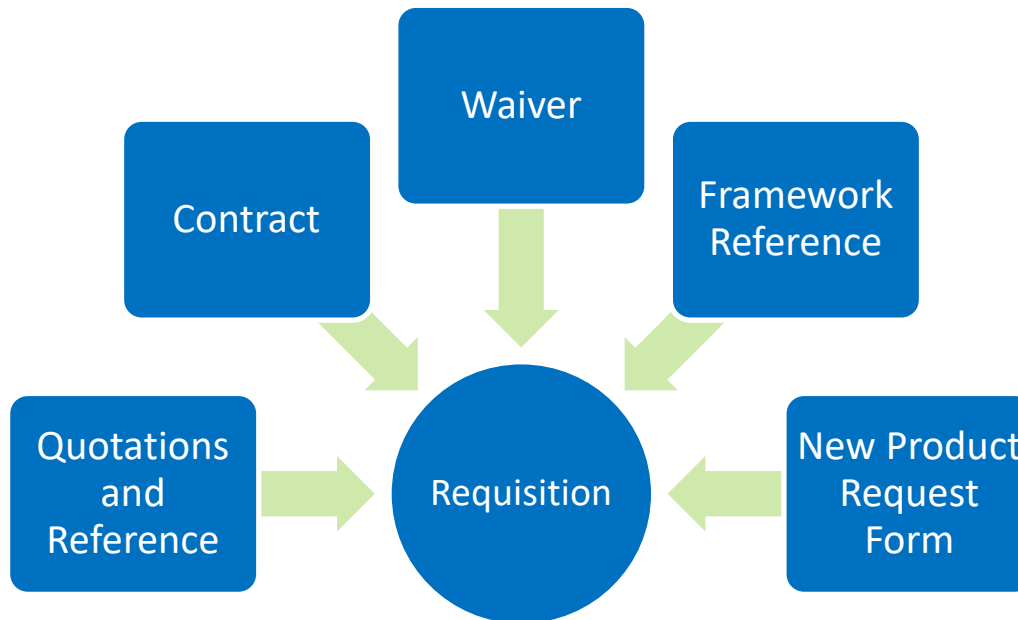 Waiver
Contract
Framework
Reference
Quotations
and
Reference
Requisition
New Product
Request
Form